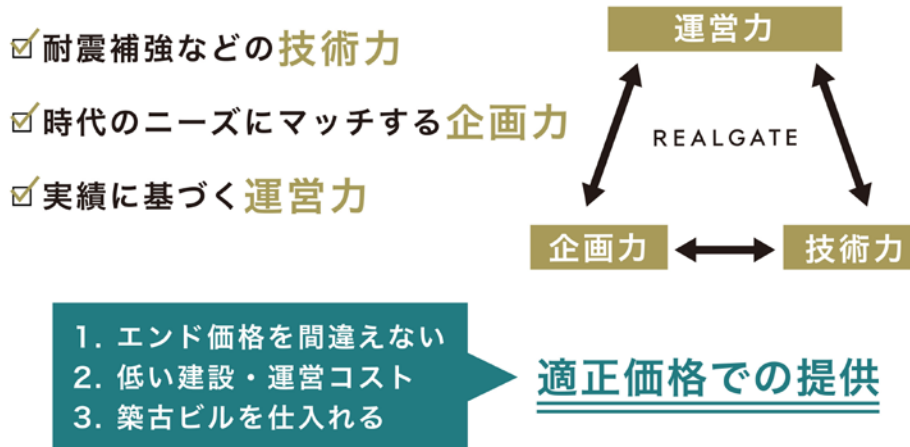 耐震補強などの技術力
時代のニーズにマッチする企画力
実績に基づく運営力
運営力
REALGATE
企画力
技術力
1. エンド価格を間違えない
2. 低い建設・運営コスト
3. 築古ビルを仕入れる
適正価格での提供